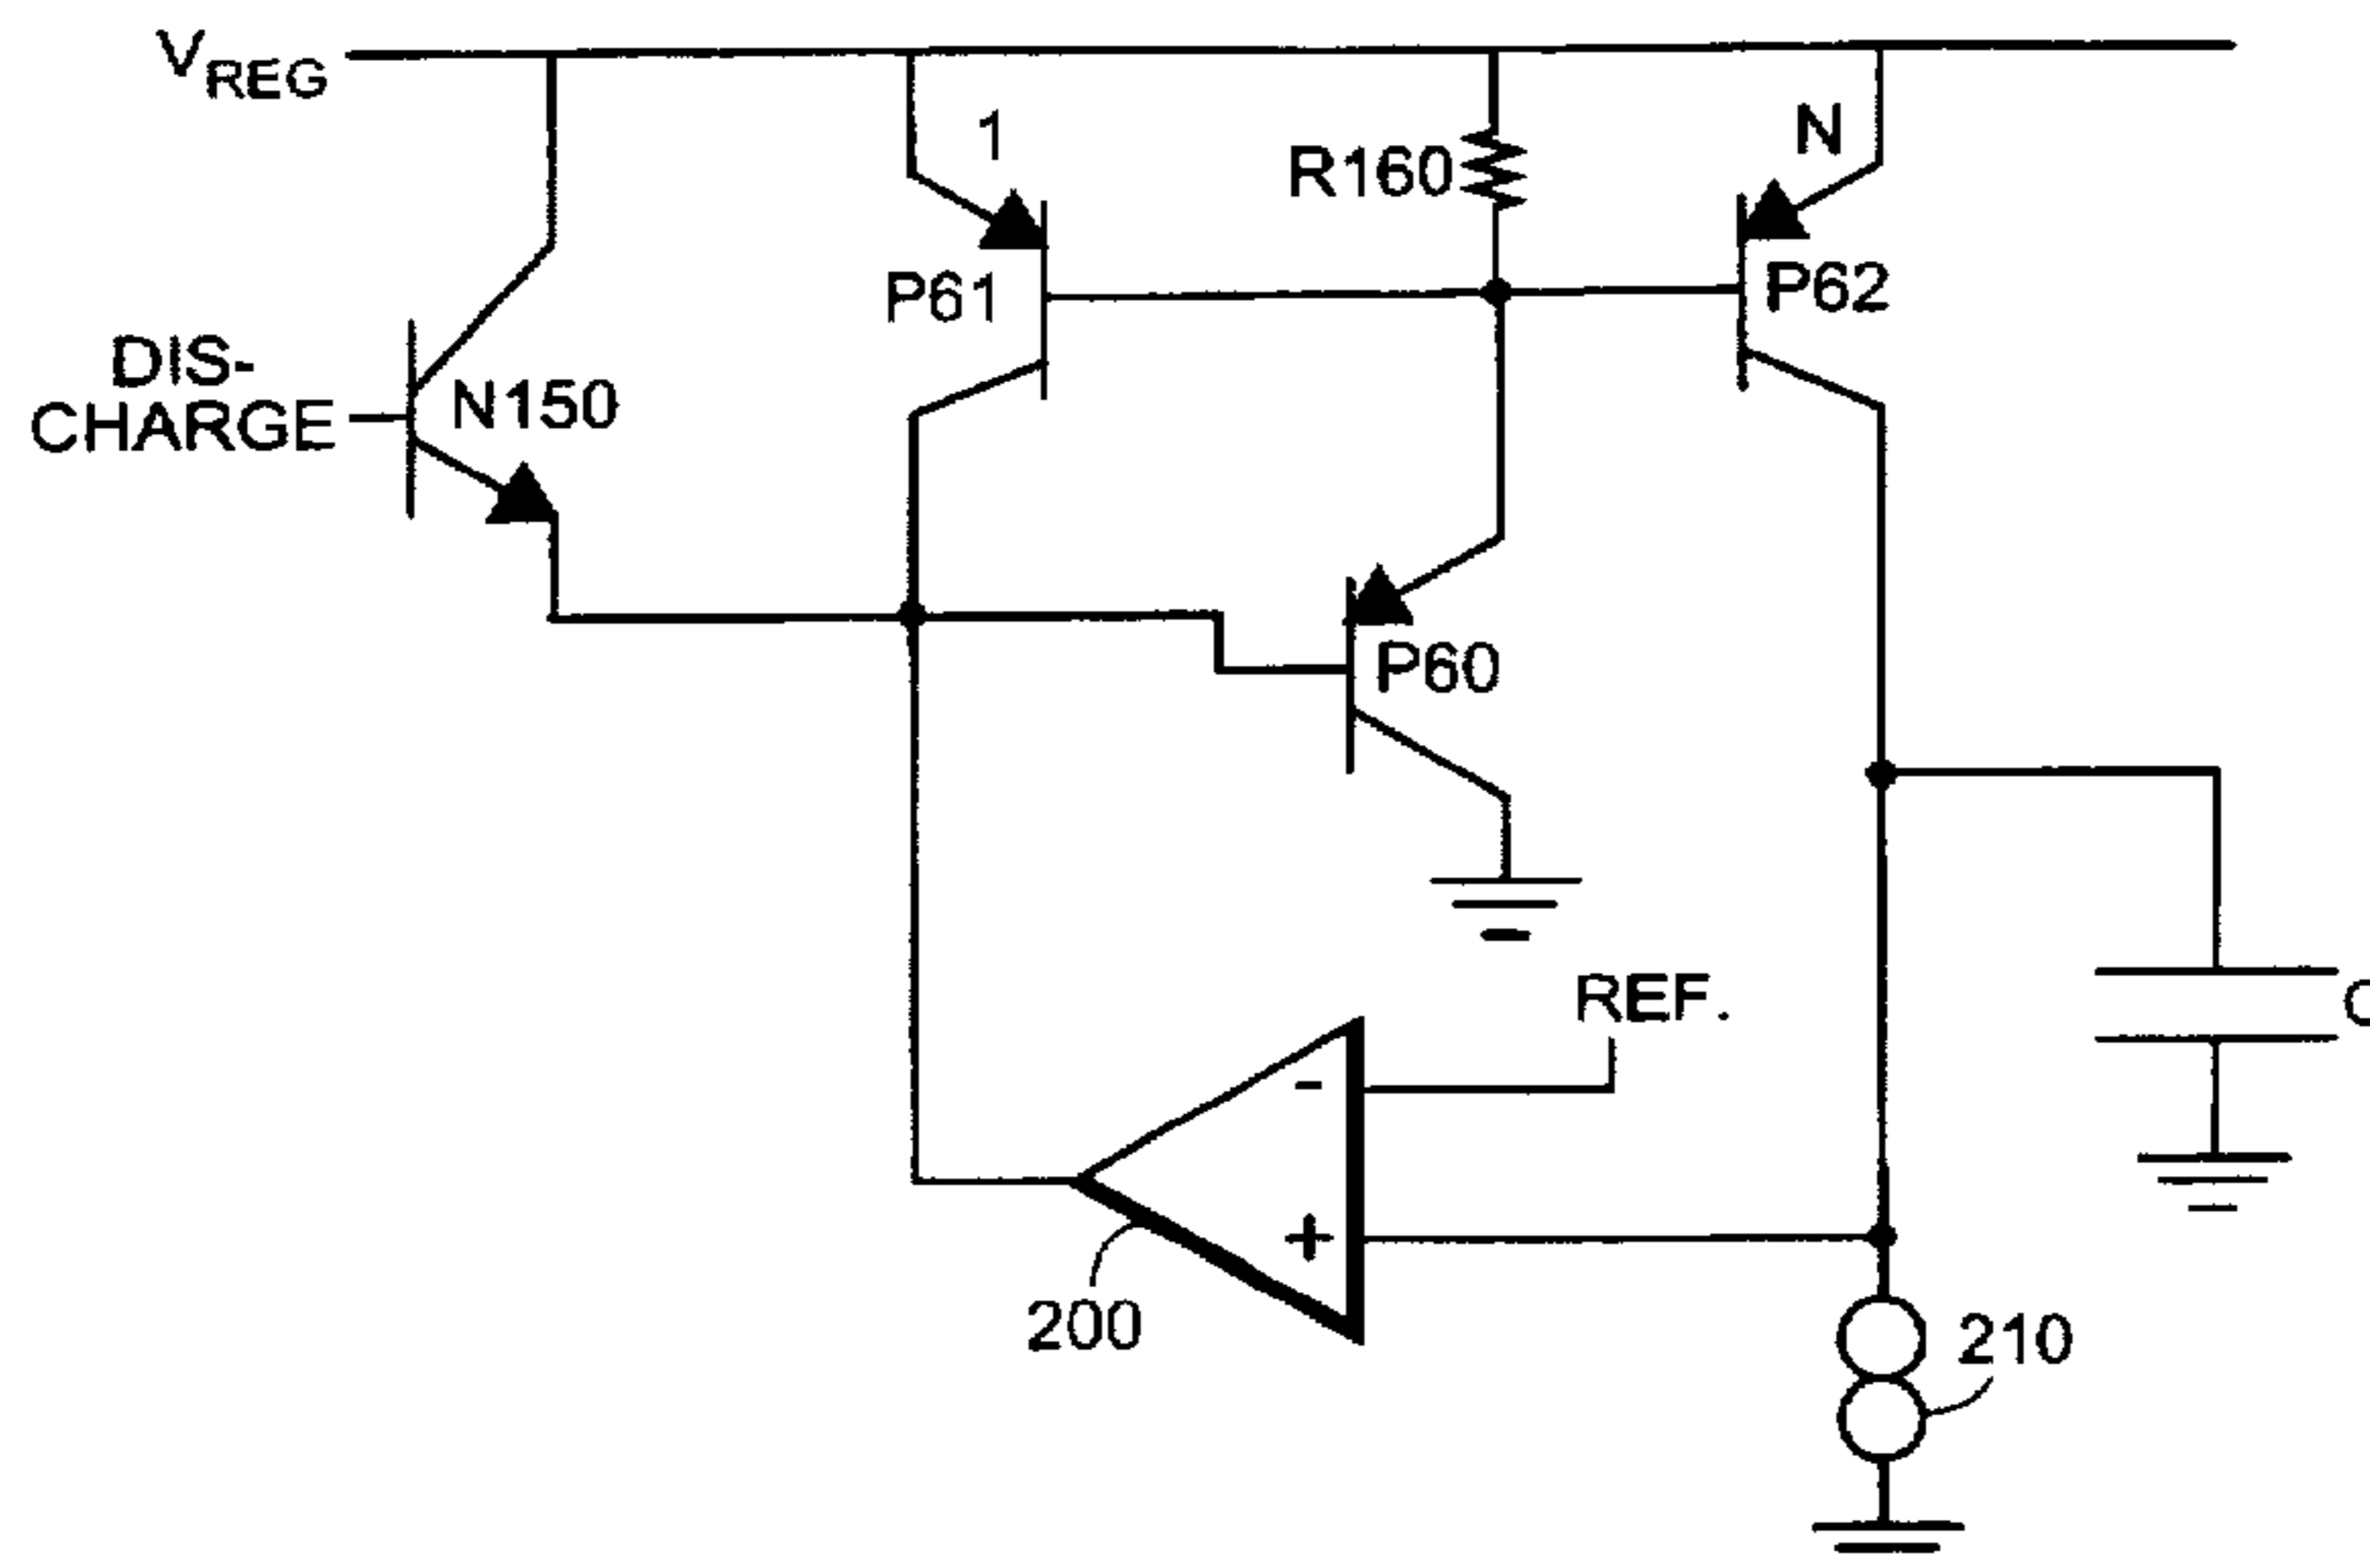 VREG
1
R160
N
P61
P62
DIS-
CHARGE
N150
P60
REF.
-
+
200
210